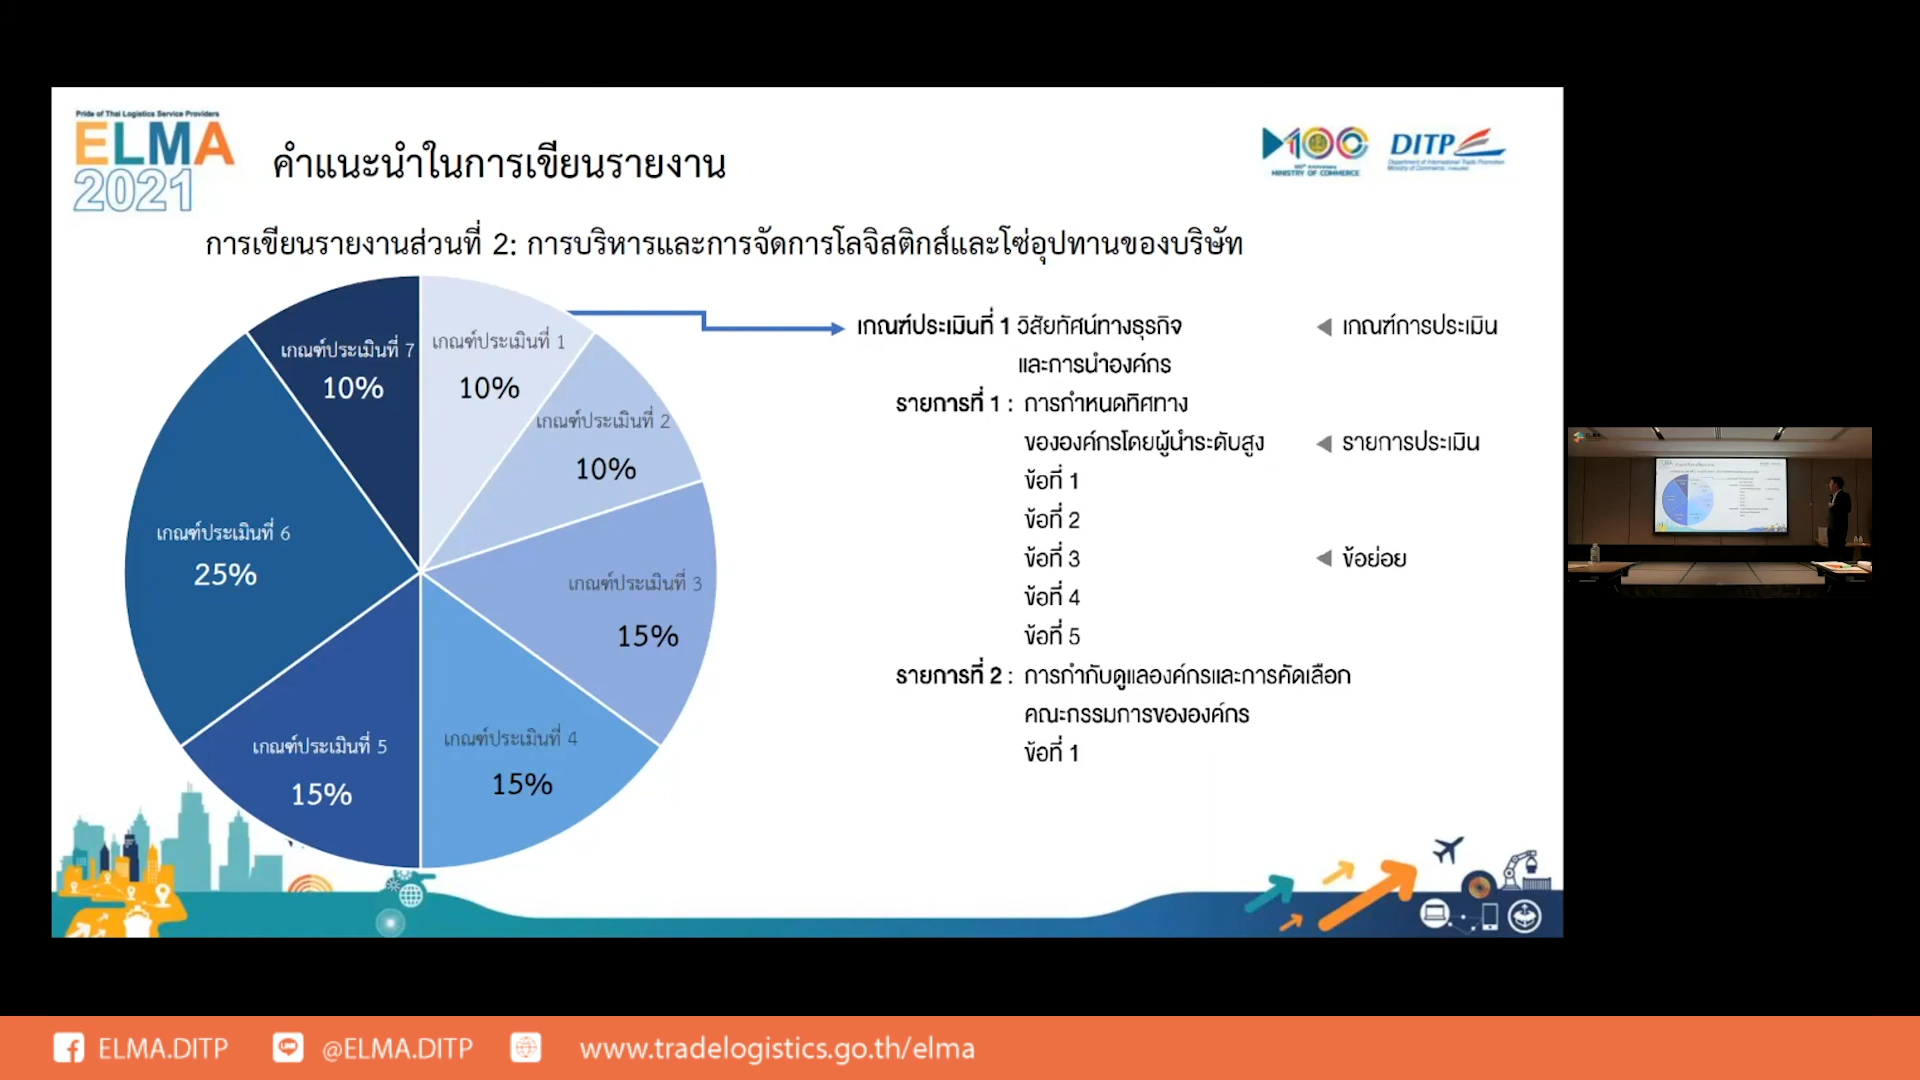 Pride of Thai Logistics Service Providers
ELMA
2021
คำแนะนำในการเขียนรายงาน
100
MINISTRY OF COMMERCE
DITP
Department of International Trade Promotion
Ministry of Commerce, Thailand
การเขียนรายงานส่วนที่ 2: การบริหารและการจัดการโลจิสติกส์และโซ่อุปทานของบริษัท
เกณฑ์ประเมินที่ 1
10%
เกณฑ์ประเมินที่ 2
10%
เกณฑ์ประเมินที่ 3
15%
เกณฑ์ประเมินที่ 4
15%
เกณฑ์ประเมินที่ 5
15%
เกณฑ์ประเมินที่ 6
25%
เกณฑ์ประเมินที่ 7
10%
เกณฑ์ประเมินที่ 1 วิสัยทัศน์ทางธุรกิจ
และการนำองค์กร
เกณฑ์การประเมิน
รายการที่ 1 : การกำหนดทิศทาง
ขององค์กรโดยผู้นำระดับสูง
รายการประเมิน
ข้อที่ 1
ข้อที่ 2
ข้อที่ 3
ข้อย่อย
ข้อที่ 4
ข้อที่ 5
รายการที่ 2 : การกำกับดูแลองค์กรและการคัดเลือก
คณะกรรมการขององค์กร
ข้อที่ 1
ELMA.DITP
@ELMA.DITP
www.tradelogistics.go.th/elma